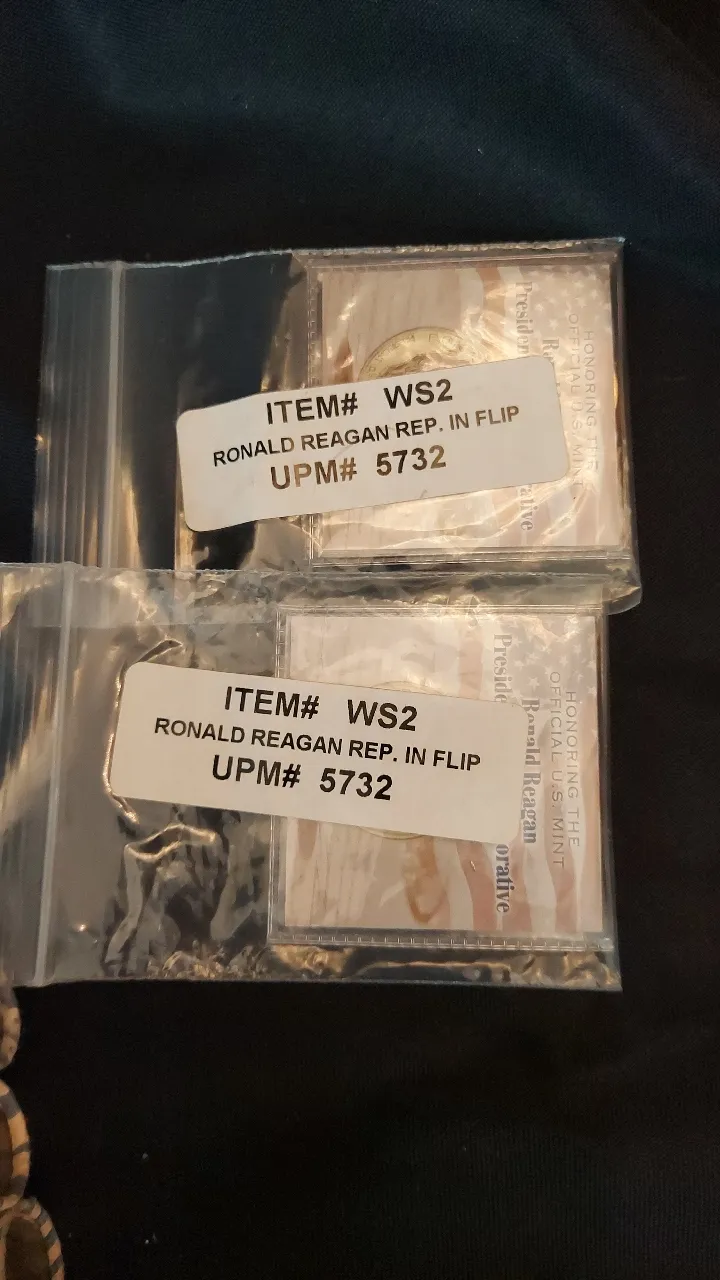 ITEM# WS2
RONALD REAGAN REP. IN FLIP
UPM# 5732
HONORING THE
OFFICIAL U.S. MINT
ITEM# WS2
RONALD REAGAN REP. IN FLIP
UPM# 5732
HONORING THE
OFFICIAL U.S. MINT
Ronald Reagan